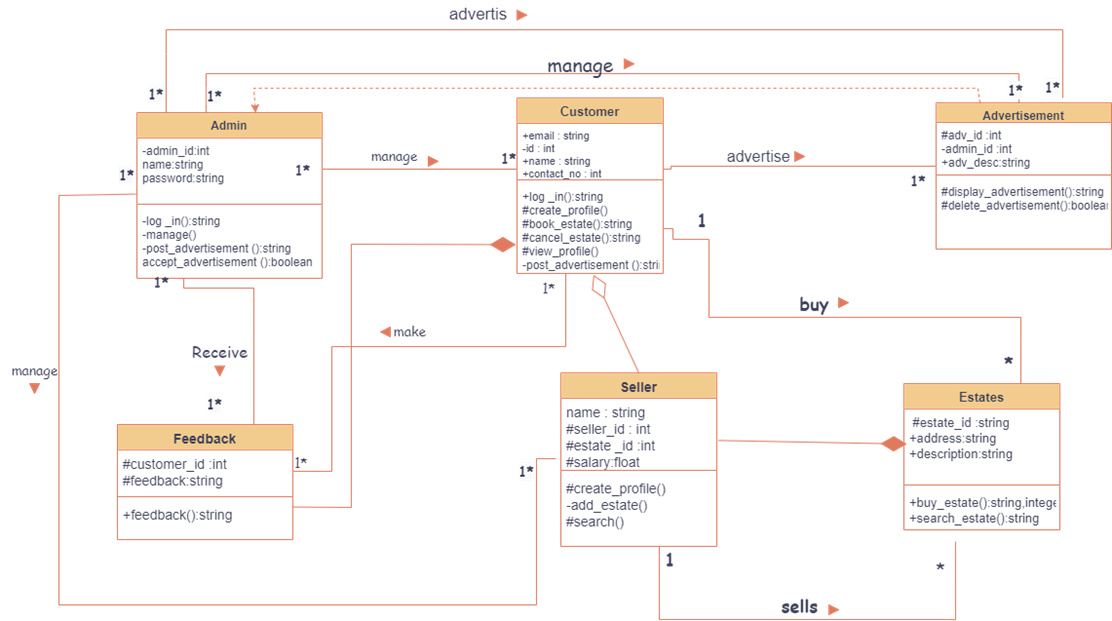 advertis
manage
1*
1*
1*
1*
Admin
-admin_id:int
name:string
password:string
-log _in():string
-manage()
-post_advertisement ():string
accept_advertisement ():boolean
1*
1*
manage
1*
Customer
+email : string
-id : int
+name : string
+contact_no : int
+log _in():string
#create_profile()
#book_estate():string
#cancel_estate():string
#view_profile()
-post_advertisement ():stri
advertise
1*
Advertisement
#adv_id :int
-admin_id :int
+adv_desc:string
#display_advertisement():string
#delete_advertisement():boolea
1
1*
1*
buy
make
Receive
manage
*
1*
Feedback
#customer_id :int
#feedback:string
+feedback():string
1*
1*
Seller
name : string
#seller_id : int
#estate _id :int
#salary:float
#create_profile()
-add_estate()
#search()
Estates
#estate_id :string
+address:string
+description:string
+buy_estate():string,intege
+search_estate():string
1
*
sells